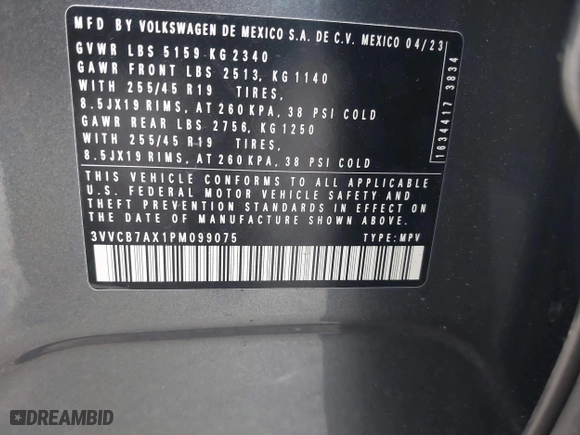 MFD BY VOLKSWAGEN DE MEXICO S.A. DE C.V. MEXICO 04/23
GVWR LBS 5159 KG 2340
GAWR FRONT LBS 2513, KG 1140
WITH 255/45 R19 TIRES,
8.5JX19 RIMS, AT 260 KPA, 38 PSI COLD
GAWR REAR LBS 2756, KG 1250
WITH 255/45 R19 TIRES,
8.5JX19 RIMS, AT 260 KPA, 38 PSI COLD
THIS VEHICLE CONFORMS TO ALL APPLICABLE
U.S. FEDERAL MOTOR VEHICLE SAFETY AND
THEFT PREVENTION STANDARDS IN EFFECT ON
THE DATE OF MANUFACTURE SHOWN ABOVE.
3VVCB7AX1PM099075 TYPE: MPV
1634417 3834
DREAMBID